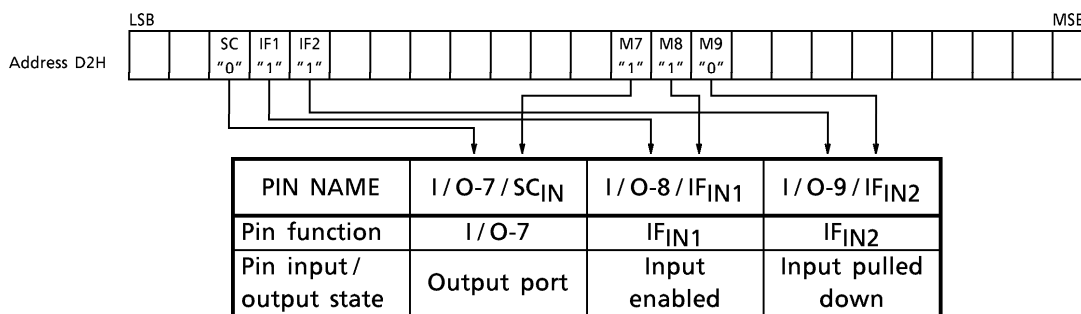 LSB MSB
SC IF1 IF2 M7 M8 M9
Address D2H "0" "1" "1" "1" "1" "0"
PIN NAME I/O-7/SCIN I/O-8/IFIN1 I/O-9/IFIN2
Pin function I/O-7 IFIN1 IFIN2
Pin input/ Input Input pulled
output state Output port enabled down